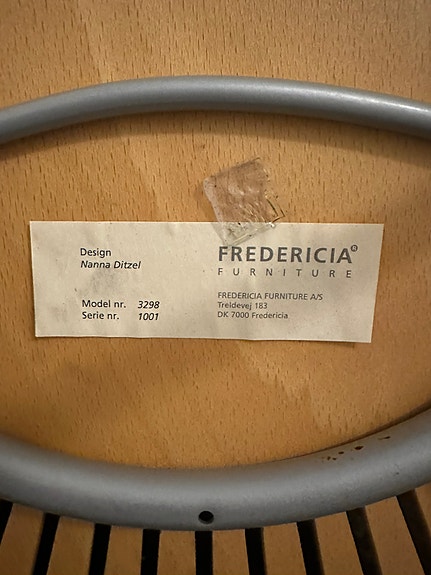 Design
Nanna Ditzel
Model nr. 3298
Serie nr. 1001
FREDERICIA®
FURNITURE
FREDERICIA FURNITURE A/S
Treldevej 183
DK 7000 Fredericia